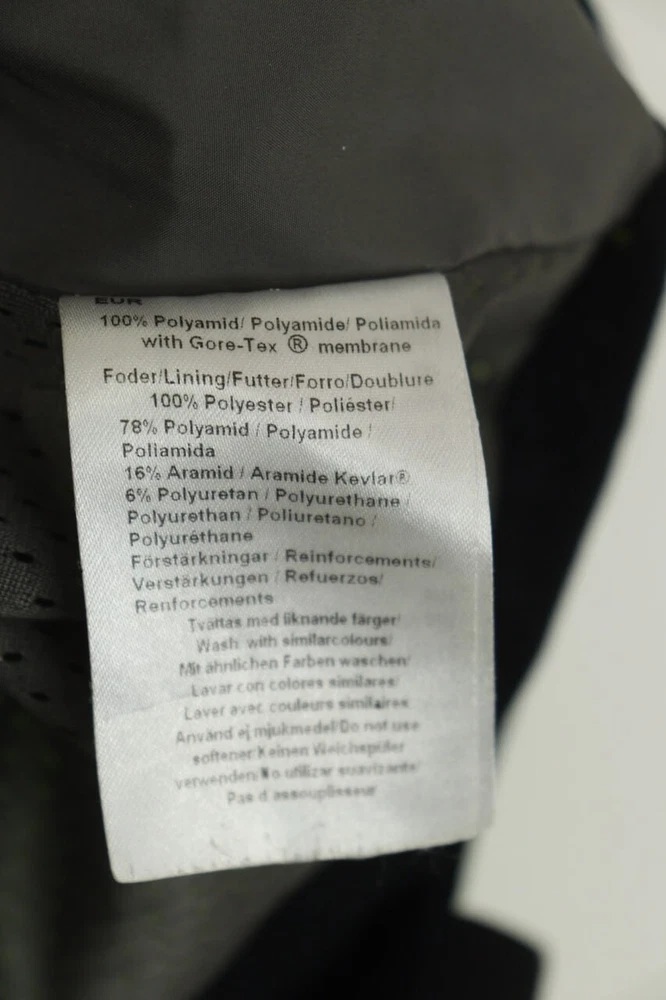 EUR
100% Polyamid/ Polyamide/ Poliamida
with Gore-Tex ® membrane
Foder/Lining/Futter/Forro/Doublure
100% Polyester / Poliéster/
78% Polyamid / Polyamide /
Poliamida
16% Aramid / Aramide Kevlar®
6% Polyuretan / Polyurethane /
Polyurethan / Poliuretano /
Polyuréthane
Förstärkningar / Reinforcements/
Verstärkungen / Refuerzos/
Renforcements
Tvättas med liknande färger/
Wash with similarcolours/
Mit ähnlichen Farben waschen/
Lavar con colores similares/
Laver avec couleurs similaires
Använd ej mjukmedel/Do not use
softener/Keinen Weichspüler
verwenden/No utilizar suavizante/
Pas d assouplisseur